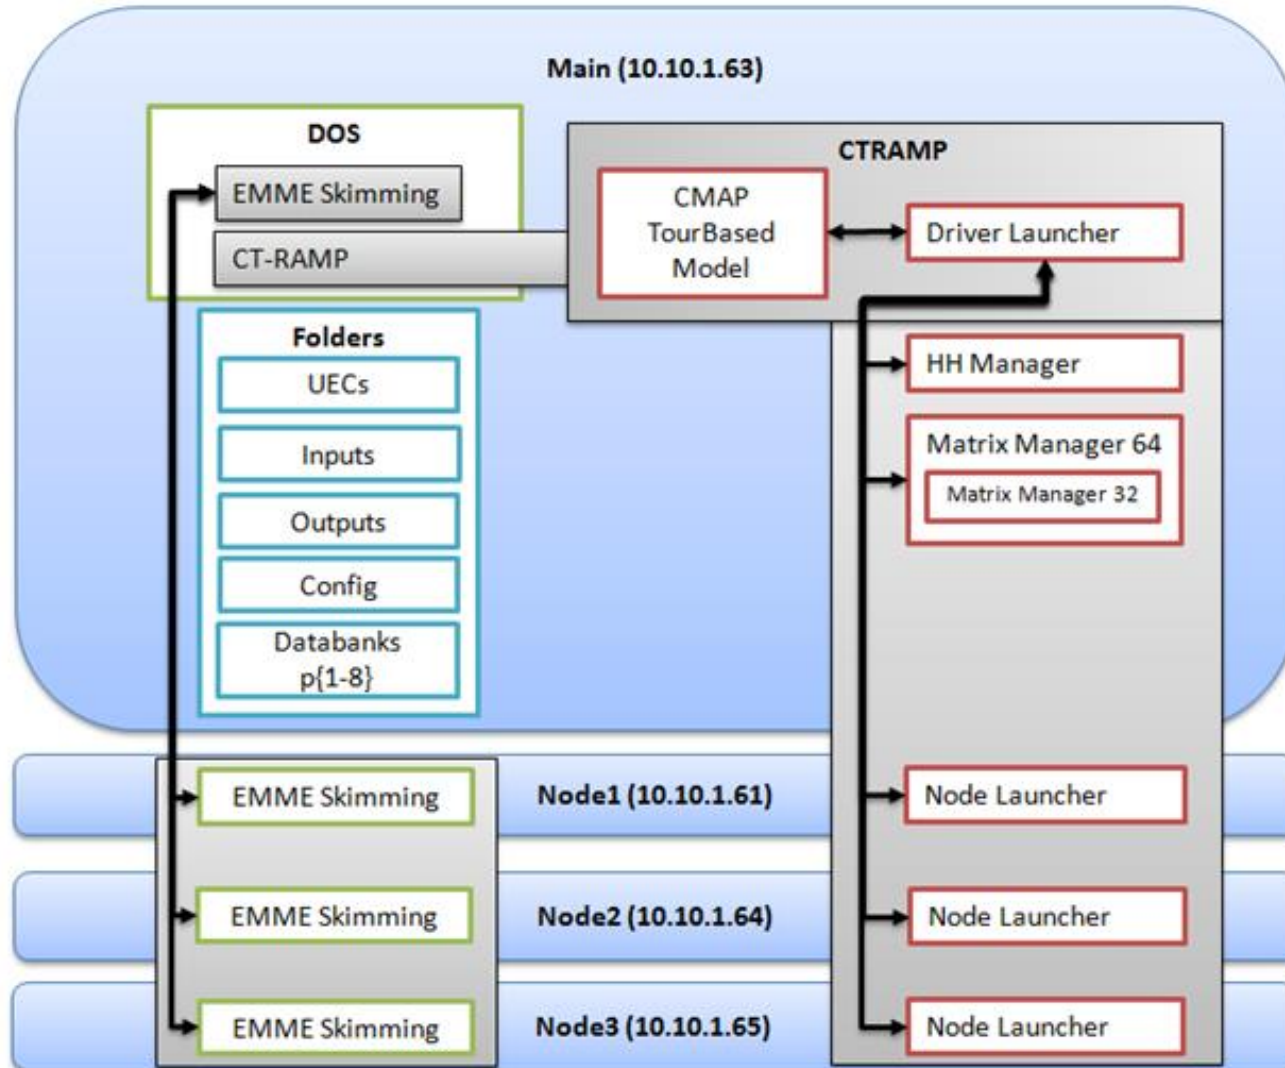 Main (10.10.1.63)
DOS
EMME Skimming
CT-RAMP
CTRAMP
CMAP
TourBased
Model
Driver Launcher
Folders
UECs
Inputs
Outputs
Config
Databanks
p{1-8}
HH Manager
Matrix Manager 64
Matrix Manager 32
EMME Skimming
Node1 (10.10.1.61)
Node Launcher
EMME Skimming
Node2 (10.10.1.64)
Node Launcher
EMME Skimming
Node3 (10.10.1.65)
Node Launcher